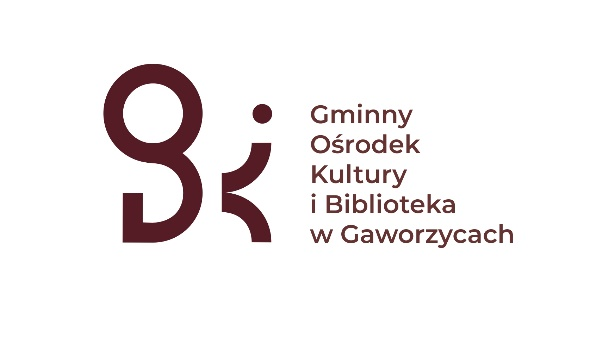 Gminny
Ośrodek
Kultury
i Biblioteka
w Gaworzycach